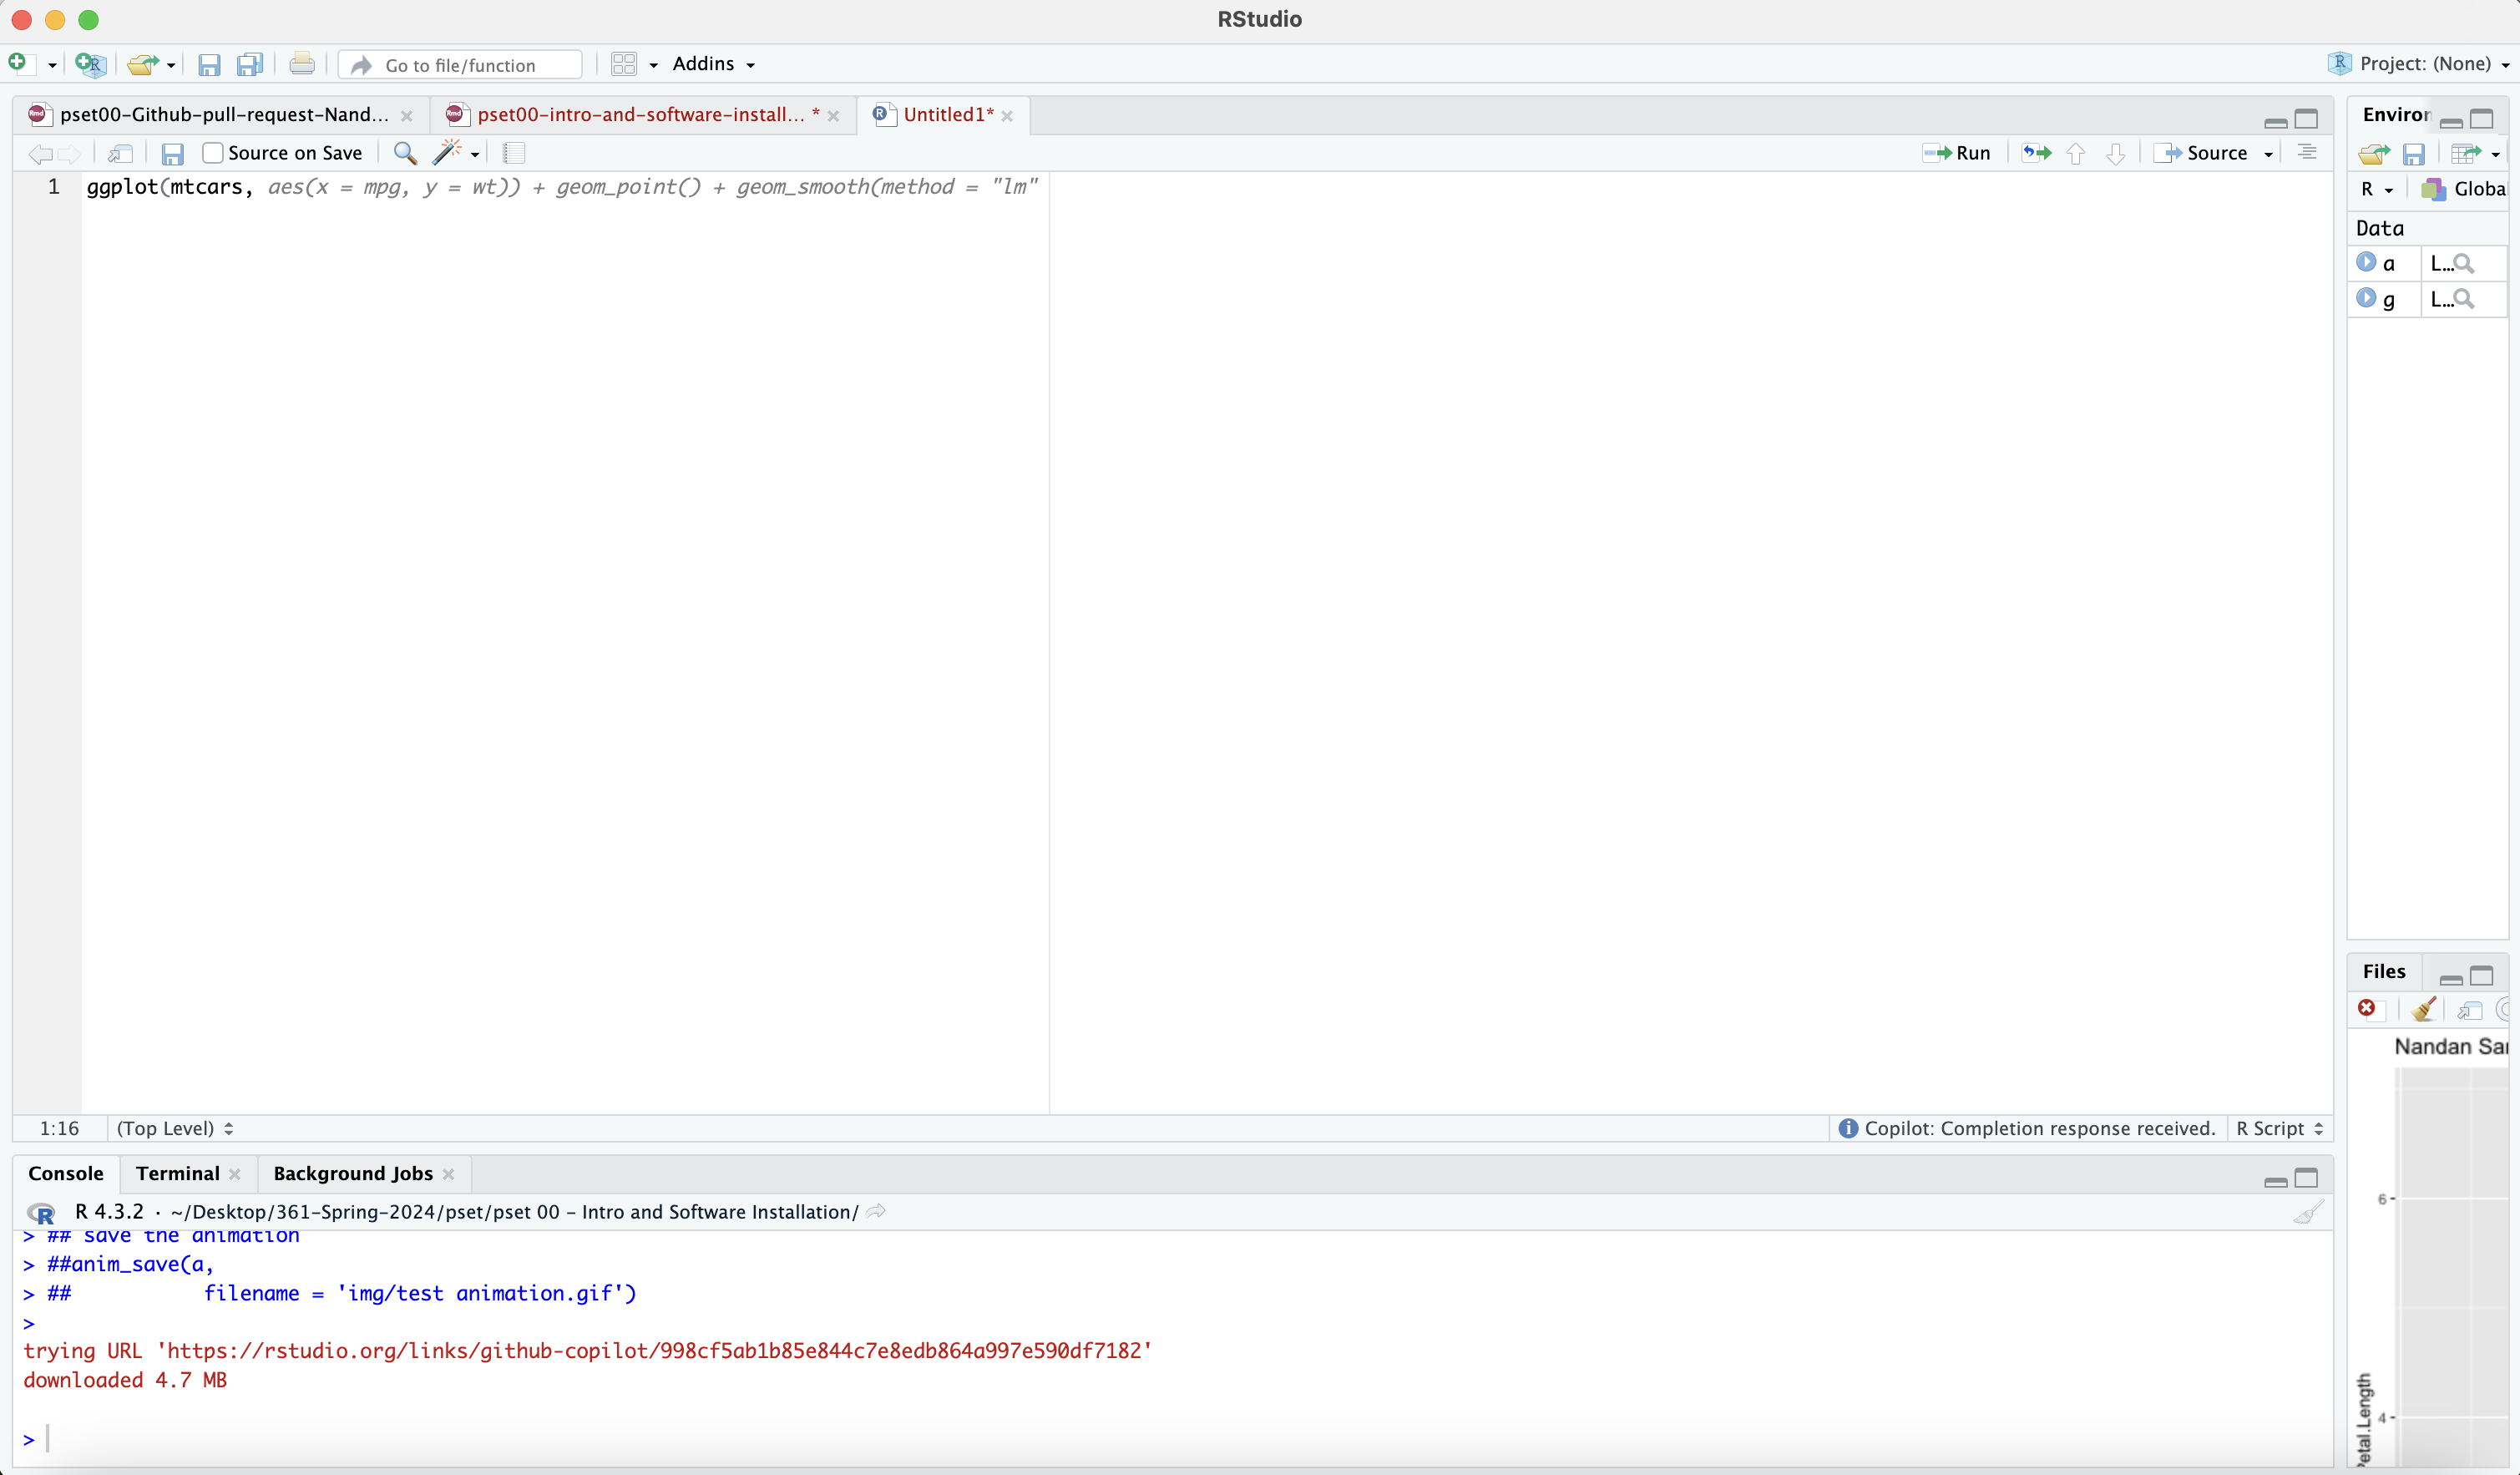 RStudio
Go to file/function
Addins
Project: (None)
pset00-Github-pull-request-Nand...
pset00-intro-and-software-install... *
Untitled1*
Environ
Source on Save
Run
Source
1 ggplot(mtcars, aes(x = mpg, y = wt)) + geom_point() + geom_smooth(method = "lm"
R
Globa
Data
a L...
g L...
Files
Nandan Sa
6
4
Petal.Length
1:16
(Top Level)
Copilot: Completion response received.
R Script
Console
Terminal
Background Jobs
R 4.3.2 · ~/Desktop/361-Spring-2024/pset/pset 00 – Intro and Software Installation/
> ## save the animation
> ##anim_save(a,
> ##           filename = 'img/test animation.gif')
>
trying URL 'https://rstudio.org/links/github-copilot/998cf5ab1b85e844c7e8edb864a997e590df7182'
downloaded 4.7 MB
>